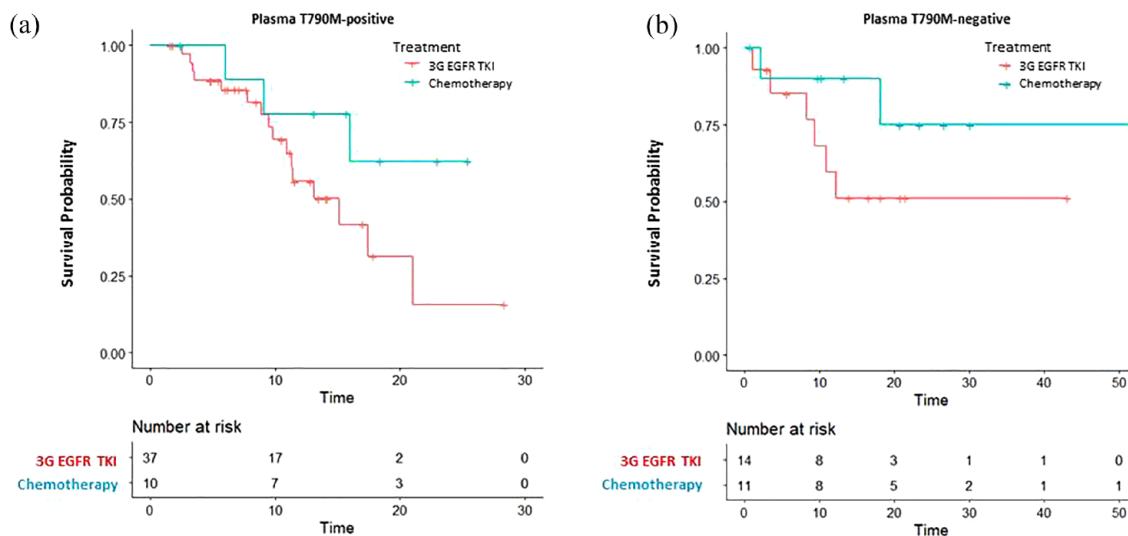 (a)
Plasma T790M-positive
Treatment
3G EGFR TKI
Chemotherapy
Survival Probability
1.00
0.75
0.50
0.25
0.00
0 10 20 30
Time
Number at risk
3G EGFR TKI 37 17 2 0
Chemotherapy 10 7 3 0
0 10 20 30
Time
(b)
Plasma T790M-negative
Treatment
3G EGFR TKI
Chemotherapy
Survival Probability
1.00
0.75
0.50
0.25
0.00
0 10 20 30 40 50
Time
Number at risk
3G EGFR TKI 14 8 3 1 1 0
Chemotherapy 11 8 5 2 1 1
0 10 20 30 40 50
Time